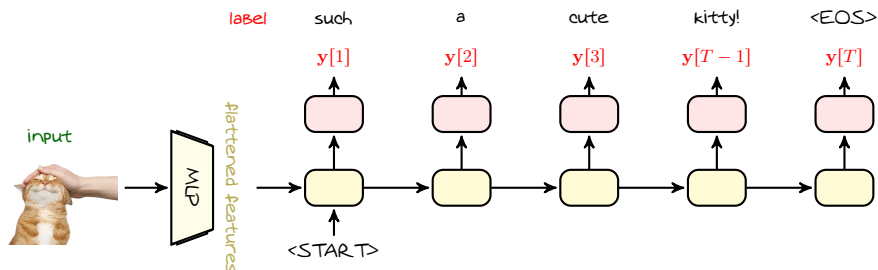 label such a cute kitty! <EOS>
y[1] y[2] y[3] y[T − 1] y[T]
input
MLP
flattened features
<START>